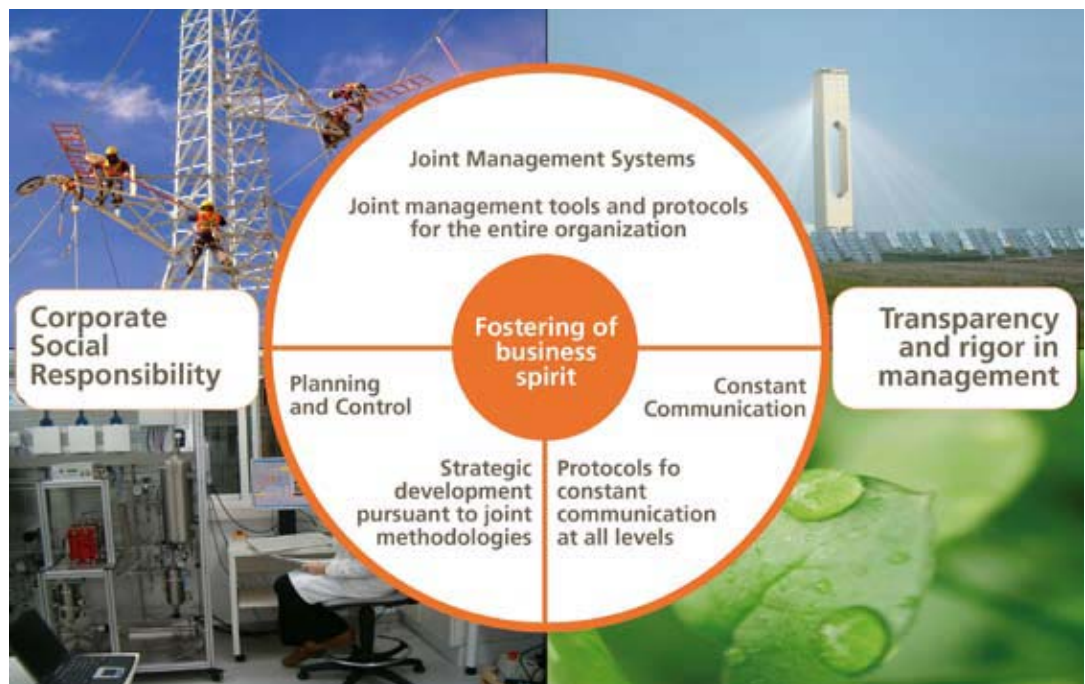 Joint Management Systems
Joint management tools and protocols
for the entire organization
Corporate
Social
Responsibility
Fostering of
business
spirit
Transparency
and rigor in
management
Planning
and Control
Constant
Communication
Strategic
development
pursuant to joint
methodologies
Protocols fo
constant
communication
at all levels